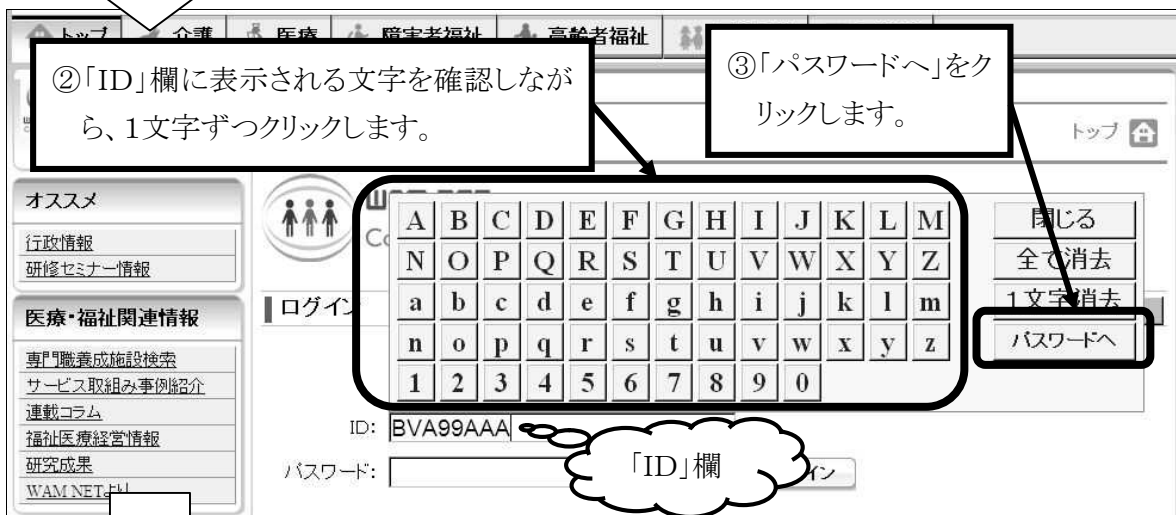 トップ 介護 医療 障害者福祉 高齢者福祉
②「ID」欄に表示される文字を確認しなが
ら、1文字ずつクリックします。
③「パスワードへ」をク
リックします。
トップ
オススメ
行政情報
研修セミナー情報
医療・福祉関連情報
専門職養成施設検索
サービス取組み事例紹介
連載コラム
福祉医療経営情報
研究成果
WAM NETより
A B C D E F G H I J K L M
N O P Q R S T U V W X Y Z
a b c d e f g h i j k l m
n o p q r s t u v w x y z
1 2 3 4 5 6 7 8 9 0
閉じる
全て消去
1文字消去
パスワードへ
ログイン
ID: BVA99AAA
パスワード:
「ID」欄